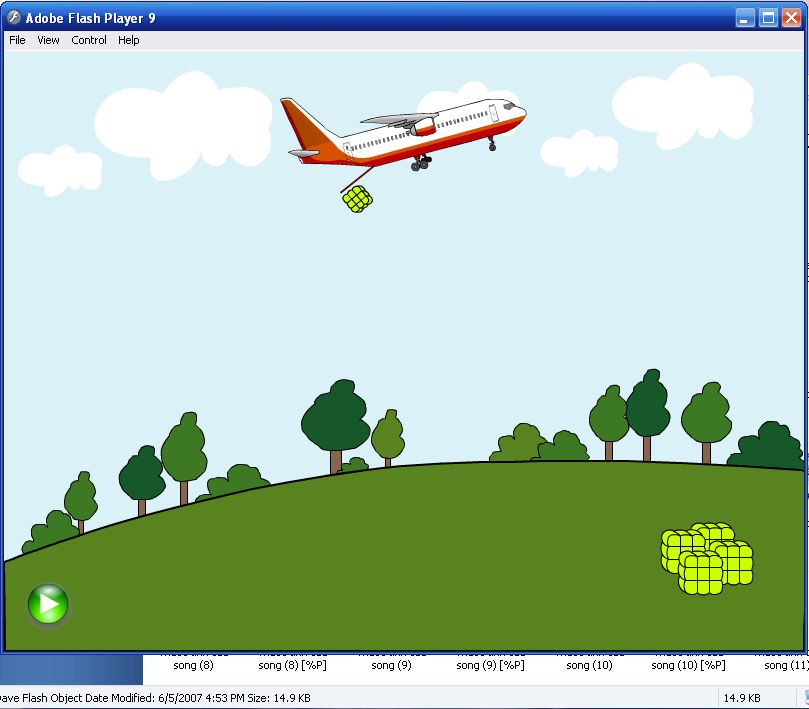 Adobe Flash Player 9
File View Control Help
song (8) song (8) [%P] song (9) song (9) [%P] song (10) song (10) [%P] song (11)
ave Flash Object Date Modified: 6/5/2007 4:53 PM Size: 14.9 KB 14.9 KB